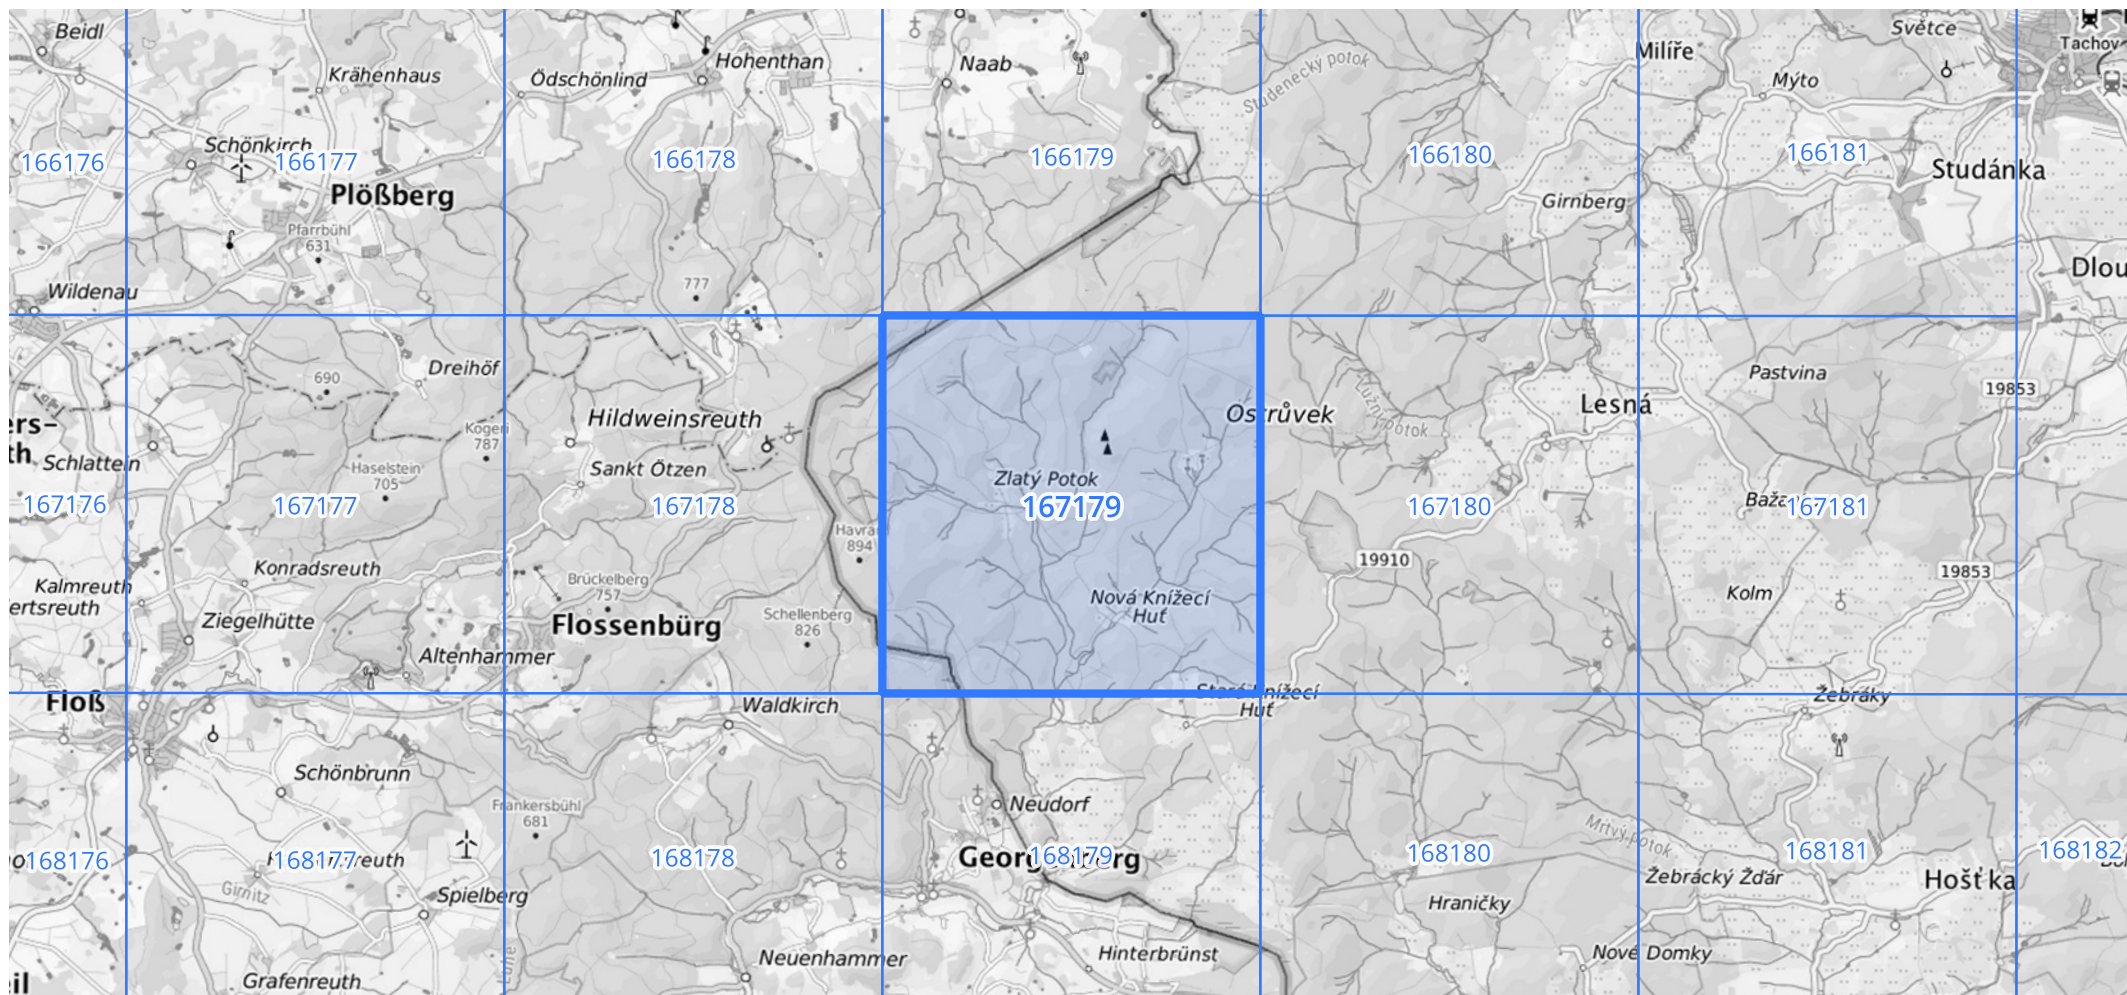 Beidl
Krähenhaus
Ödschönlind
Hohenthan
Naab
Studenecký potok
Milíře
Mýto
Světce
Tachov
166176
Schönkirch
166177
166178
166179
166180
166181
Plößberg
Studánka
Girnberg
Pfarrbühl
631
777
Wildenau
Dlou
690
Dreihöf
Kogerl
787
Hildweinsreuth
Ostrůvek
Lužní potok
Lesná
Pastvina
19853
ers-
th
Schlattein
Haselstein
705
Sankt Ötzen
Zlatý Potok
167176
167177
167178
167179
167180
167181
Havran
894
19910
19853
Konradsreuth
Kalmreuth
ertsreuth
Brückelberg
757
Kolm
Ziegelhütte
Flossenbürg
Schellenberg
826
Nová Knížecí
Huť
Altenhammer
Floß
Waldkirch
Stará Knížecí
Huť
Žebráky
Schönbrunn
Frankersbühl
681
Neudorf
Mrtvý potok
168176
168177
168178
168179
168180
168181
168182
Girnitz
Spielberg
Žebrácký Žďár
Hošťka
Hraničky
Grafenreuth
Neuenhammer
Hinterbrünst
Nové Domky
eil